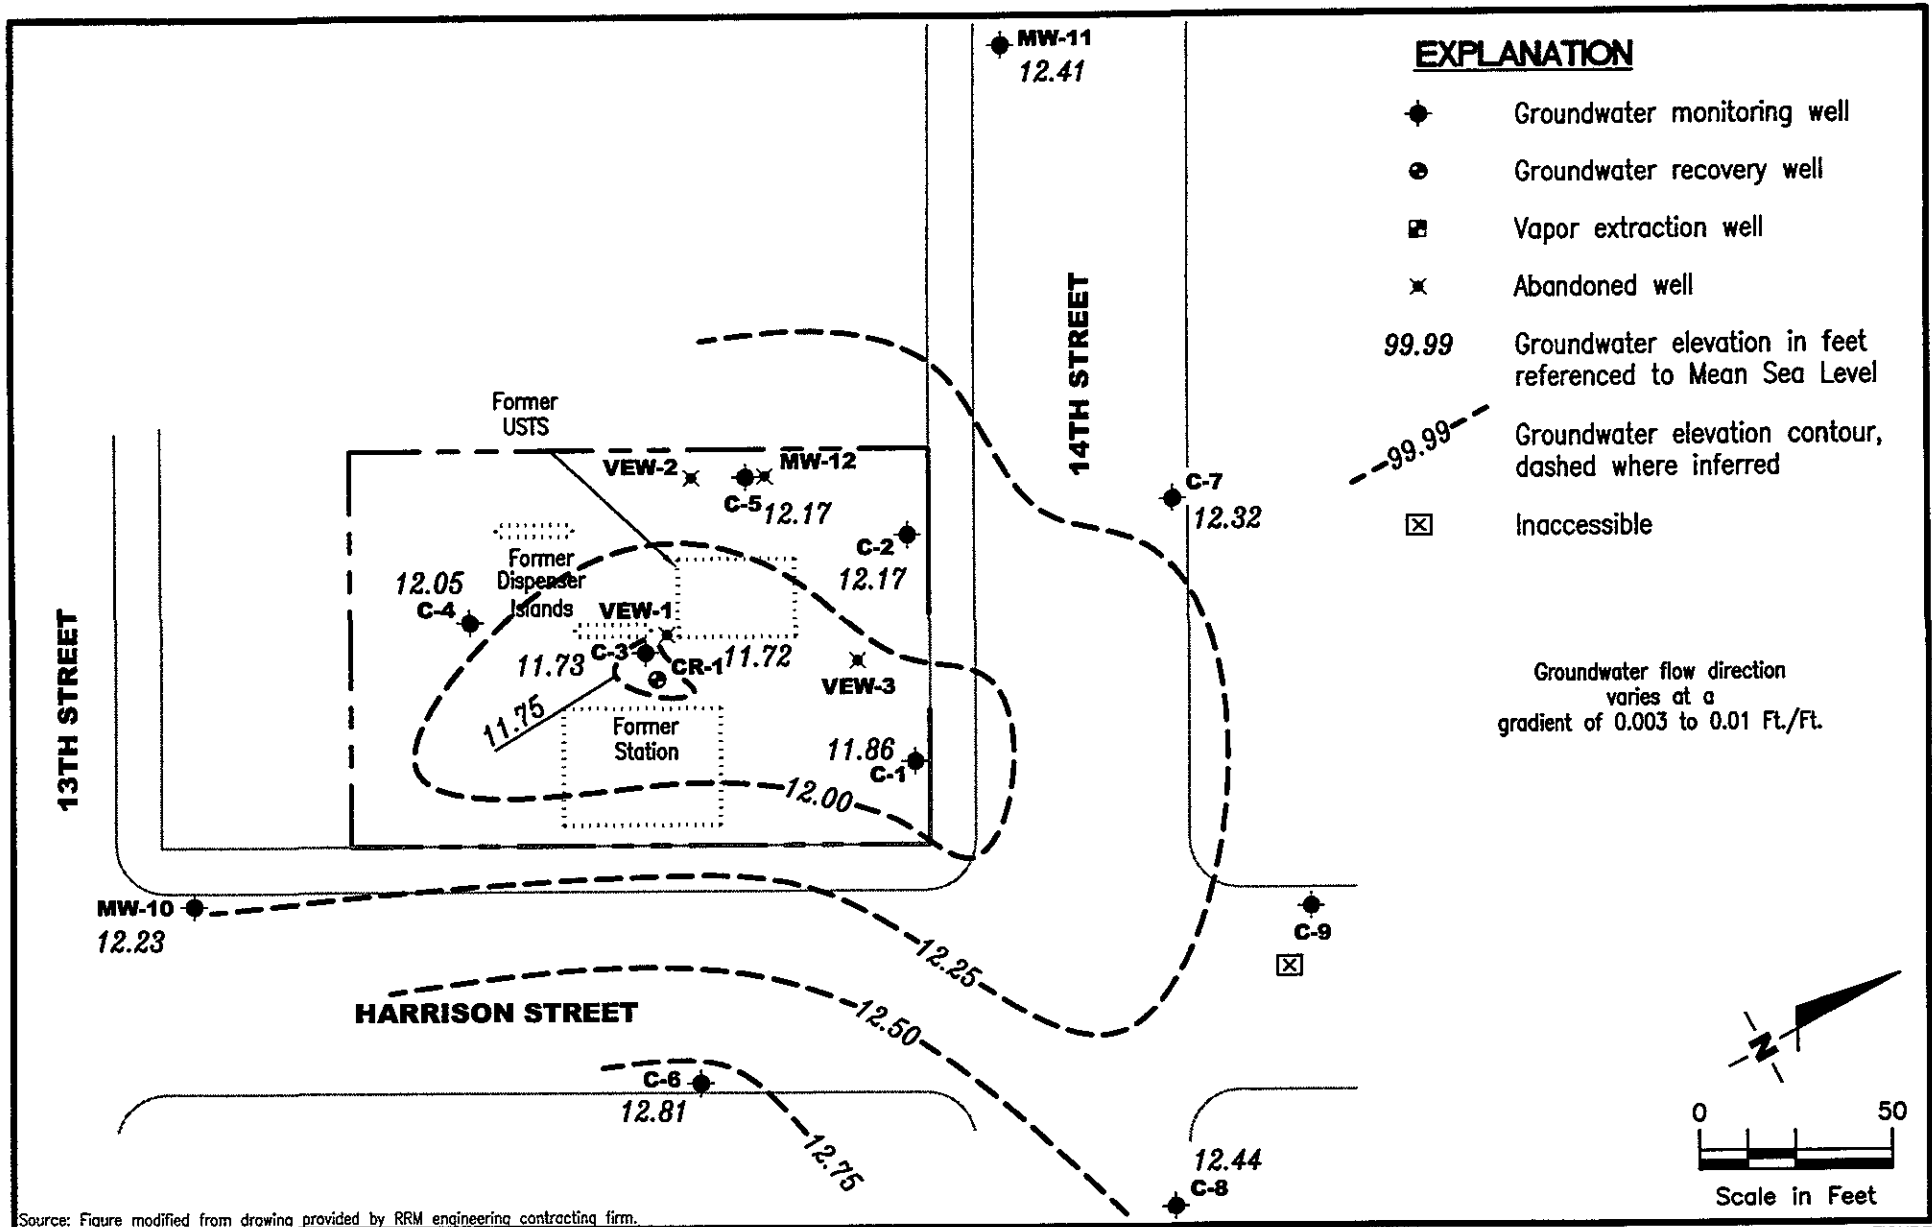 MW-11
12.41
EXPLANATION
Groundwater monitoring well
Groundwater recovery well
Vapor extraction well
Abandoned well
99.99
Groundwater elevation in feet
referenced to Mean Sea Level
99.99
Groundwater elevation contour,
dashed where inferred
Inaccessible
Groundwater flow direction
varies at a
gradient of 0.003 to 0.01 Ft./Ft.
14TH STREET
13TH STREET
Former
USTS
VEW-2
MW-12
C-5
12.17
C-7
12.32
C-2
12.17
12.05
C-4
Former
Dispenser
Islands
VEW-1
11.73
C-3
CR-1
11.72
VEW-3
11.75
Former
Station
11.86
C-1
12.00
MW-10
12.23
C-9
12.25
HARRISON STREET
12.50
C-6
12.81
12.75
12.44
C-8
N
0 50
Scale in Feet
Source: Figure modified from drawing provided by RRM engineering contracting firm.